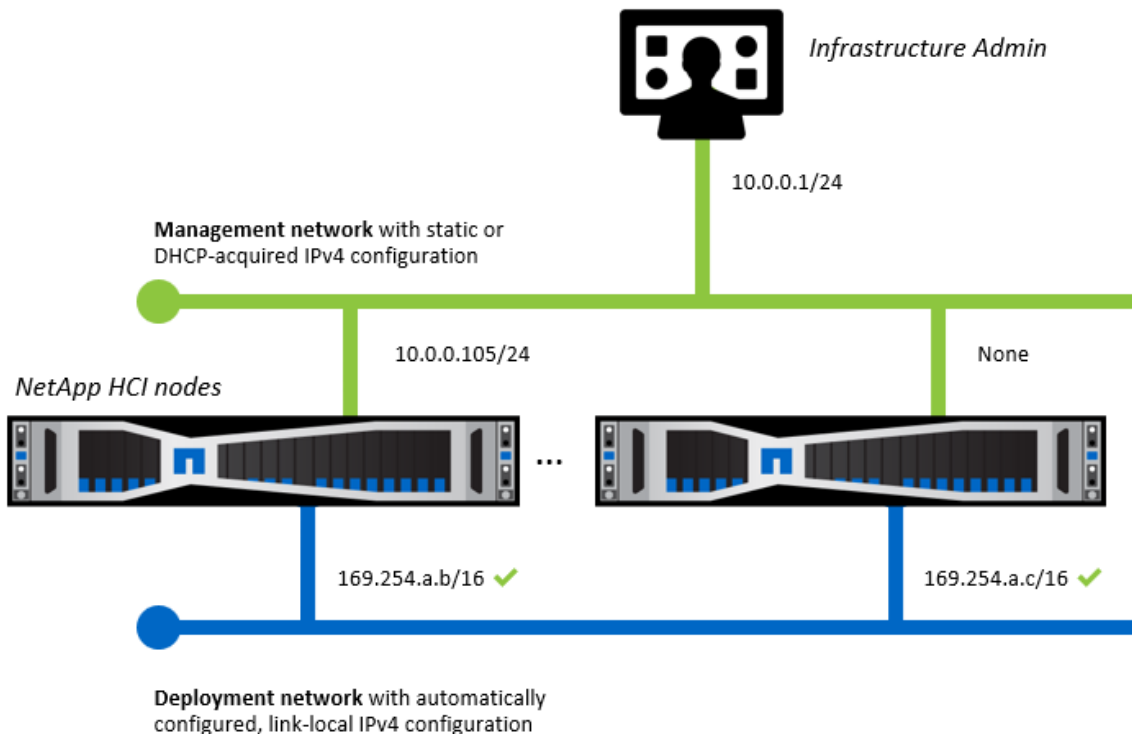 Infrastructure Admin
10.0.0.1/24
Management network with static or
DHCP-acquired IPv4 configuration
10.0.0.105/24
None
NetApp HCI nodes
...
169.254.a.b/16
169.254.a.c/16
Deployment network with automatically
configured, link-local IPv4 configuration